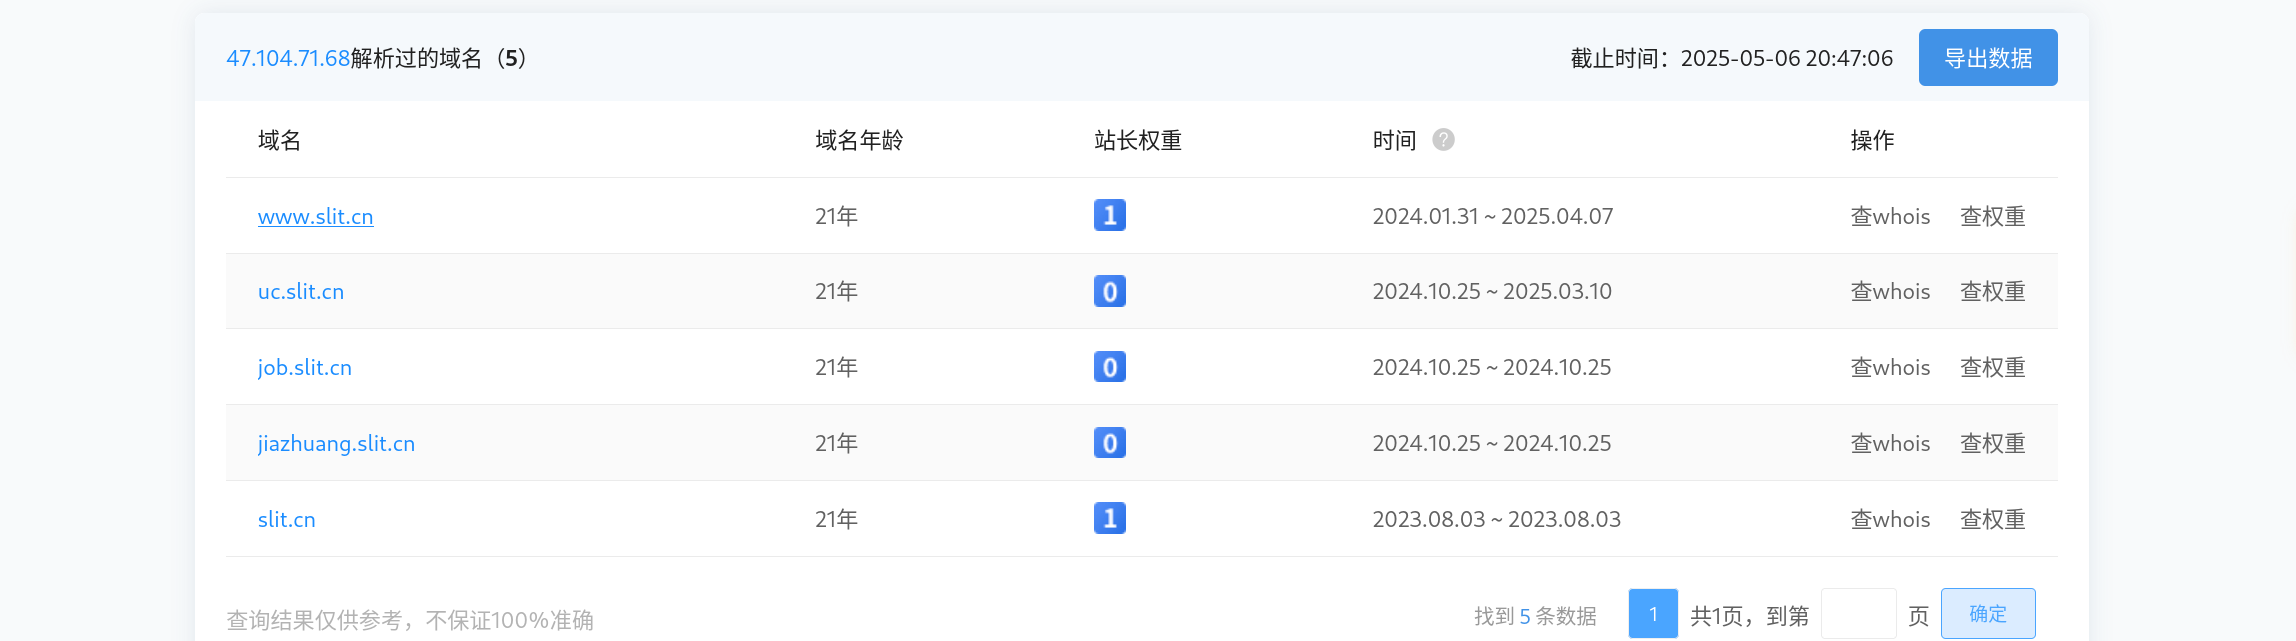 47.104.71.68解析过的域名（5） 截止时间：2025-05-06 20:47:06 导出数据
域名 域名年龄 站长权重 时间 ? 操作
www.slit.cn 21年 1 2024.01.31 ~ 2025.04.07 查whois 查权重
uc.slit.cn 21年 0 2024.10.25 ~ 2025.03.10 查whois 查权重
job.slit.cn 21年 0 2024.10.25 ~ 2024.10.25 查whois 查权重
jiazhuang.slit.cn 21年 0 2024.10.25 ~ 2024.10.25 查whois 查权重
slit.cn 21年 1 2023.08.03 ~ 2023.08.03 查whois 查权重
查询结果仅供参考，不保证100%准确 找到 5 条数据 1 共1页，到第 页 确定